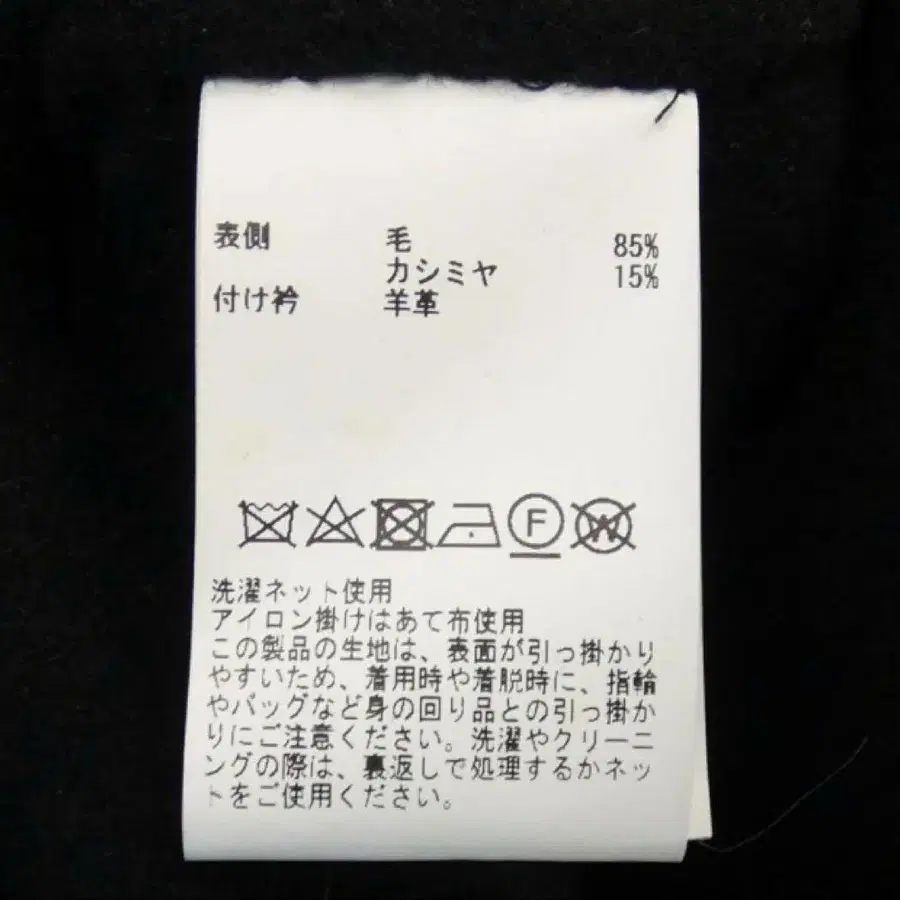 表側 毛 85%
カシミヤ 15%
付け衿 羊革
F W
洗濯ネット使用
アイロン掛けはあて布使用
この製品の生地は、表面が引っ掛かり
やすいため、着用時や着脱時に、指輪
やバッグなど身の回り品との引っ掛か
りにご注意ください。洗濯やクリーニ
ングの際は、裏返しで処理するかネッ
トをご使用ください。